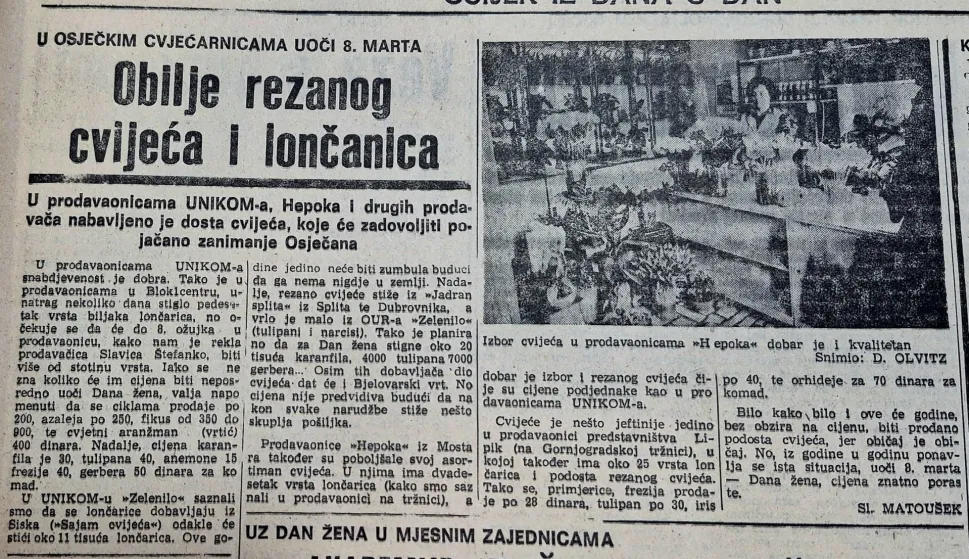 OSIJEK IZ DANA U DAN
U OSJEČKIM CVJEĆARNICAMA UOČI 8. MARTA
Obilje rezanog
cvijeća i lončanica
U prodavaonicama UNIKOM-a, Hepoka i drugih proda-
vača nabavljeno je dosta cvijeća, koje će zadovoljiti po-
jačano zanimanje Osječana
U prodavaonicama UNIKOM-a
snabdjevenost je dobra. Tako je u
prodavaonicama u Blok1centru, u-
natrag nekoliko dana stiglo pedese-
tak vrsta biljaka lončarica, no o-
čekuje se da će do 8. ožujka u
prodavaonicu, kako nam je rekla
prodavačica Slavica Štefanko, biti
više od stotinu vrsta. Iako se ne
zna koliko će im cijena biti nepos-
redno uoči Dana žena, valja napo
menuti da se ciklama prodaje po
200, azaleja po 250, fikus od 350 do
900, te cvjetni aranžman (vrtić)
400 dinara. Nadalje, cijena karan-
fila je 30, tulipana 40, anemone 15
frezije 40, gerbera 50 dinara za ko
mad.
U UNIKOM-u »Zelenilo« saznali
smo da se lončarice dobavljaju iz
Siska (»Sajam cvijeća«) odakle će
stići oko 11 tisuća lončarica. Ove go-
dine jedino neće biti zumbula buduci
da ga nema nigdje u zemlji. Nada-
lje, rezano cvijeće stiže iz »Jadran
splita« iz Splita te Dubrovnika, a
vrlo je malo iz OUR-a »Zelenilo«
(tulipani i narcisi). Tako je planira
no da za Dan žena stigne oko 20
tisuća karanfila, 4000 tulipana 7000
gerbera... Osim tih dobavljača dio
cvijeća dat će i Bjelovarski vrt. No
cijena nije predvidiva budući da na
kon svake narudžbe stiže nešto
skuplja pošiljka.
Prodavaonice »Hepoka« iz Mosta
ra također su poboljšale svoj asor-
timan cvijeća. U njima ima dvade-
setak vrsta lončarica (kako smo saz
nali u prodavaonici na tržnici), a
Izbor cvijeća u prodavaonicama »H epoka« dobar je i kvalitetan
Snimio: D. OLVITZ
dobar je izbor i rezanog cvijeća či-
je su cijene podjednake kao u pro
davaonicama UNIKOM-a.
Cvijeće je nešto jeftinije jedino
u prodavaonici predstavništva Li-
pik (na Gornjogradskoj tržnici), u
kojoj također ima oko 25 vrsta lon
čarica i podosta rezanog cvijeća.
Tako se, primjerice, frezija proda-
je po 28 dinara, tulipan po 30, iris
po 40, te orhideje za 70 dinara za
komad.
Bilo kako bilo i ove će godine,
bez obzira na cijenu, biti prodano
podosta cvijeća, jer običaj je obi-
čaj. No, iz godine u godinu ponav-
lja se ista situacija, uoči 8. marta
— Dana žena, cijena znatno poras
te.
Sl. MATOUŠEK
UZ DAN ŽENA U MJESNIM ZAJEDNICAMA